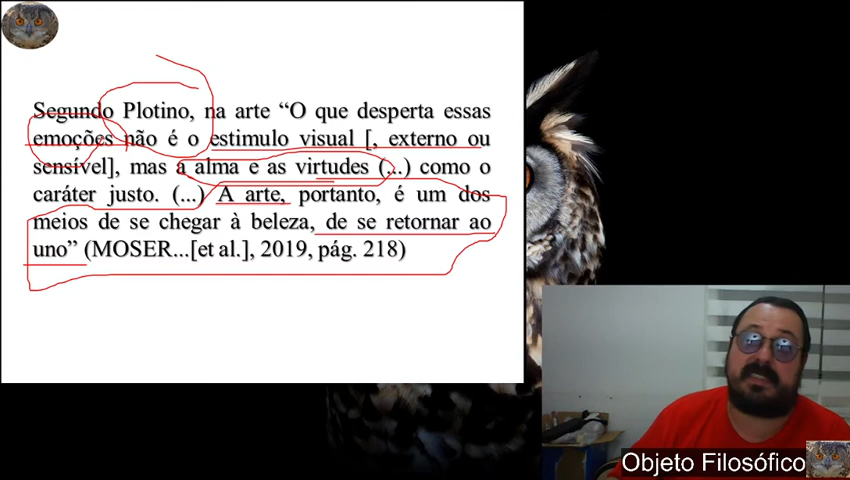 Segundo Plotino, na arte “O que desperta essas
emoções não é o estimulo visual [, externo ou
sensível], mas a alma e as virtudes (...) como o
caráter justo. (...) A arte, portanto, é um dos
meios de se chegar à beleza, de se retornar ao
uno” (MOSER...[et al.], 2019, pág. 218)
Objeto Filosófico